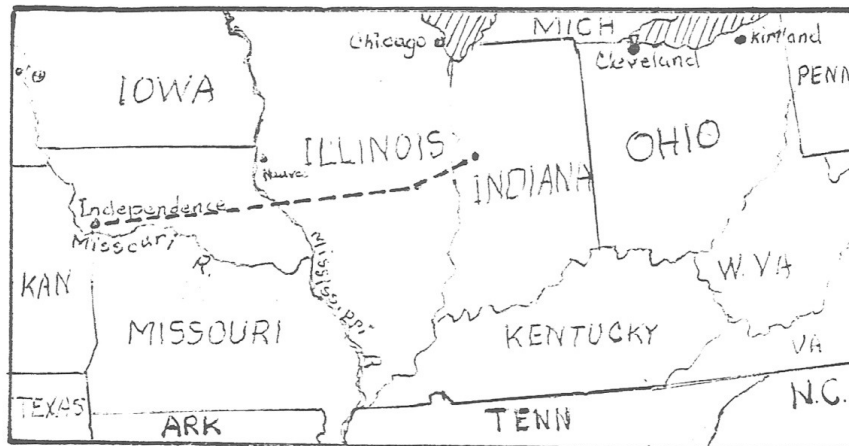 MICH
Chicago
Kirtland
Cleveland
PENN
IOWA
ILLINOIS
OHIO
INDIANA
Independence
Missouri
R.
Mississippi R
KAN
W. VA
MISSOURI
KENTUCKY
VA
TEXAS
ARK
TENN
N.C.